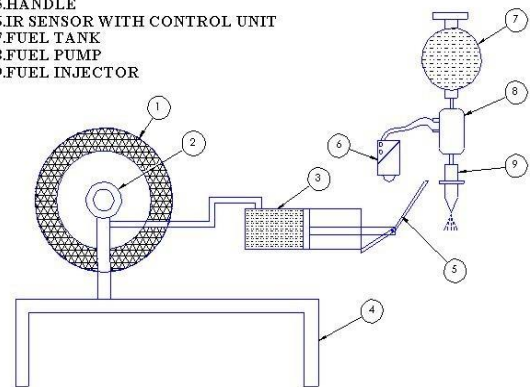 .HANDLE
.IR SENSOR WITH CONTROL UNIT
.FUEL TANK
.FUEL PUMP
.FUEL INJECTOR
1
2
3
4
5
6
7
8
9